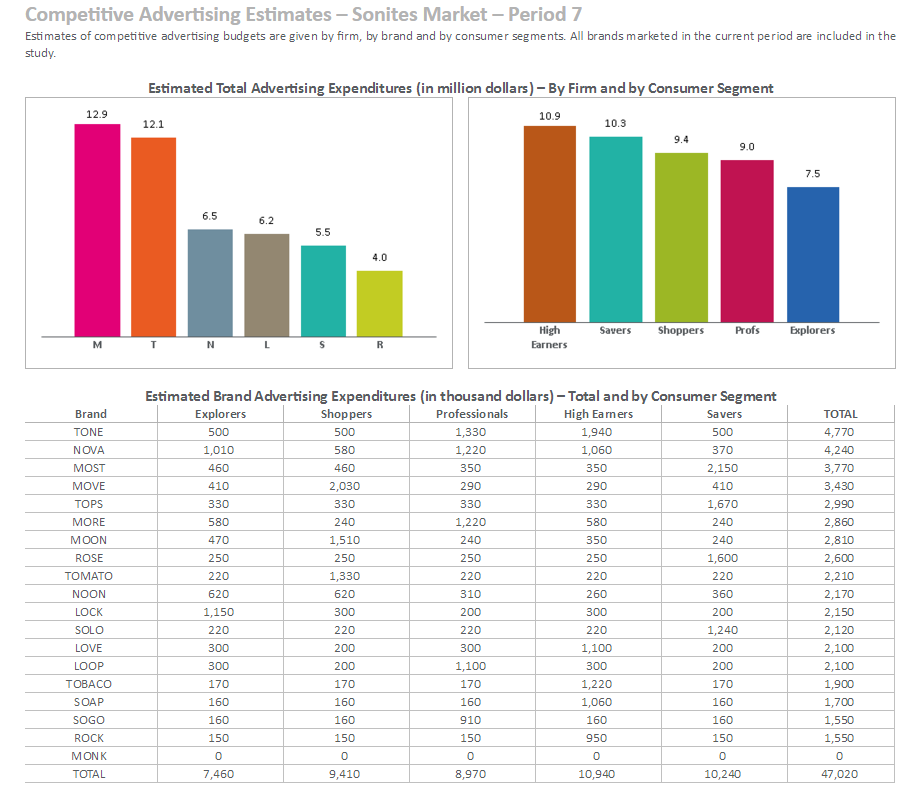 Competitive Advertising Estimates – Sonites Market – Period 7
Estimates of competitive advertising budgets are given by firm, by brand and by consumer segments. All brands marketed in the current period are included in the
study.
Estimated Total Advertising Expenditures (in million dollars) – By Firm and by Consumer Segment
12.9
12.1
6.5
6.2
5.5
4.0
M T N L S R
10.9
10.3
9.4
9.0
7.5
High Savers Shoppers Profs Explorers
Earners
Estimated Brand Advertising Expenditures (in thousand dollars) – Total and by Consumer Segment
Brand Explorers Shoppers Professionals High Earners Savers TOTAL
TONE 500 500 1,330 1,940 500 4,770
NOVA 1,010 580 1,220 1,060 370 4,240
MOST 460 460 350 350 2,150 3,770
MOVE 410 2,030 290 290 410 3,430
TOPS 330 330 330 330 1,670 2,990
MORE 580 240 1,220 580 240 2,860
MOON 470 1,510 240 350 240 2,810
ROSE 250 250 250 250 1,600 2,600
TOMATO 220 1,330 220 220 220 2,210
NOON 620 620 310 260 360 2,170
LOCK 1,150 300 200 300 200 2,150
SOLO 220 220 220 220 1,240 2,120
LOVE 300 200 300 1,100 200 2,100
LOOP 300 200 1,100 300 200 2,100
TOBACO 170 170 170 1,220 170 1,900
SOAP 160 160 160 1,060 160 1,700
SOGO 160 160 910 160 160 1,550
ROCK 150 150 150 950 150 1,550
MONK 0 0 0 0 0 0
TOTAL 7,460 9,410 8,970 10,940 10,240 47,020